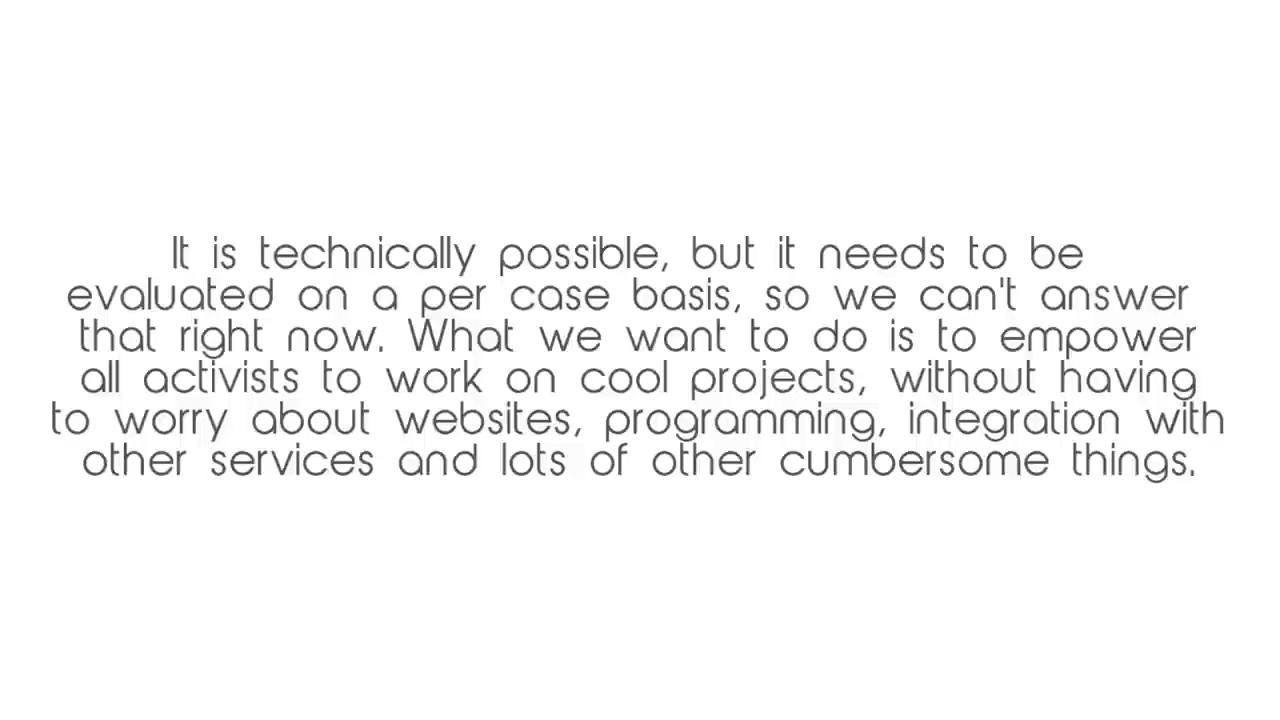 It is technically possible, but it needs to be
evaluated on a per case basis, so we can't answer
that right now. What we want to do is to empower
all activists to work on cool projects, without having
to worry about websites, programming, integration with
other services and lots of other cumbersome things.